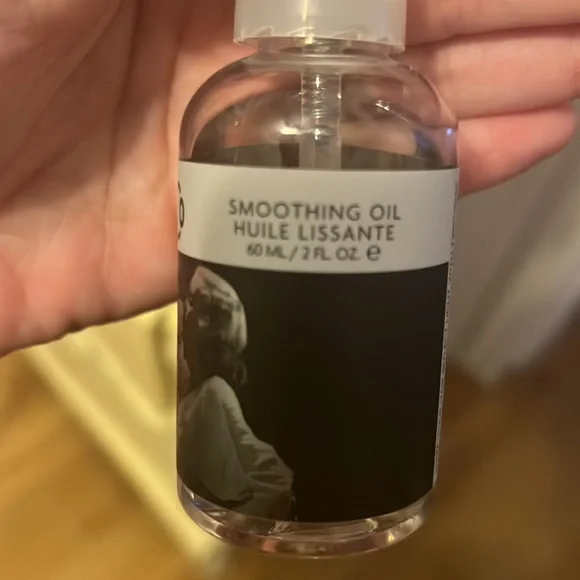 SMOOTHING OIL
HUILE LISSANTE
60 ML / 2 FL. OZ. ℮